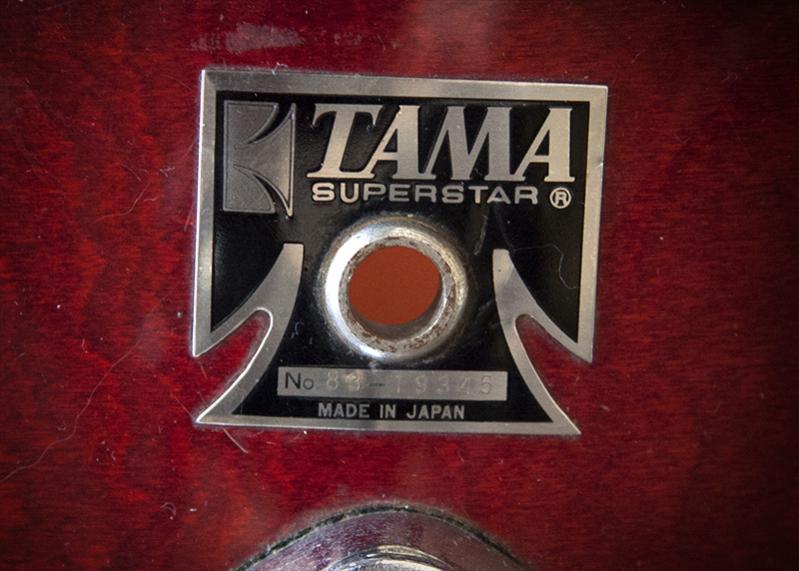 TAMA
SUPERSTAR ®
No. 83-19345
MADE IN JAPAN